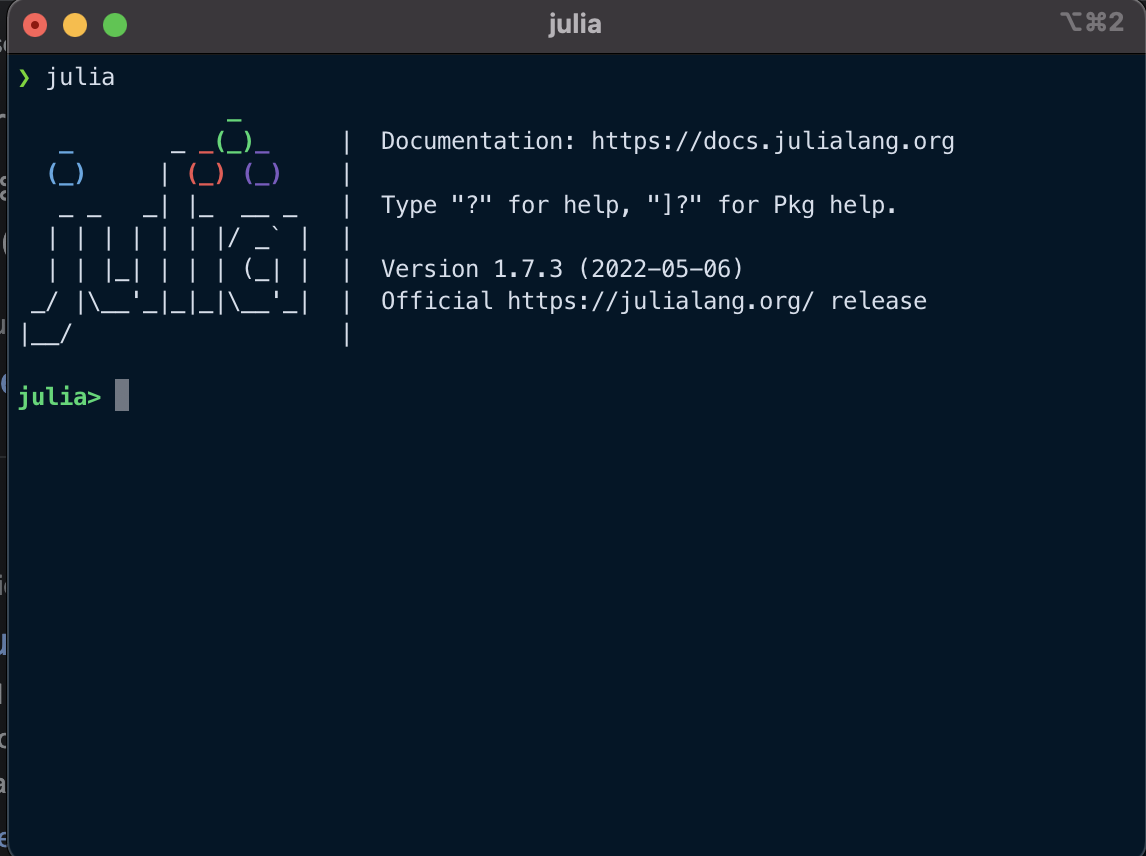 julia
⌥⌘2
❯ julia
               _
   _       _ _(_)_     |  Documentation: https://docs.julialang.org
  (_)     | (_) (_)    |
   _ _   _| |_  __ _   |  Type "?" for help, "]?" for Pkg help.
  | | | | | | |/ _` |  |
  | | |_| | | | (_| |  |  Version 1.7.3 (2022-05-06)
 _/ |\__'_|_|_|\__'_|  |  Official https://julialang.org/ release
|__/                   |
julia>